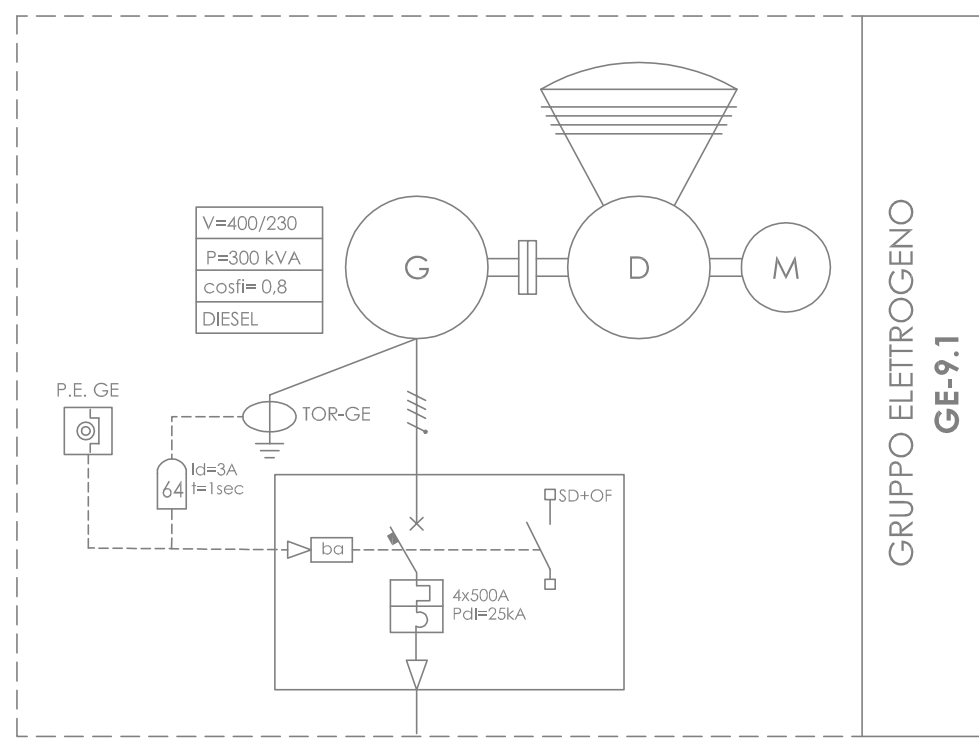 V=400/230
P=300 kVA
cosfi= 0,8
DIESEL
G
D
M
P.E. GE
TOR-GE
64
Id=3A
t=1sec
SD+OF
ba
4x500A
PdI=25kA
GRUPPO ELETTROGENO
GE-9.1